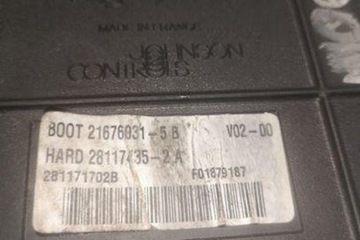 MADE IN FRANCE
JOHNSON
CONTROLS
BOOT 21676031-5 B V02-00
HARD 28117435-2 A
281171702B F01879187